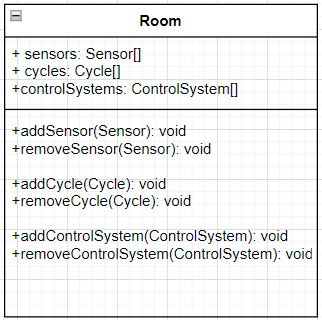 Room
+ sensors: Sensor[]
+ cycles: Cycle[]
+controlSystems: ControlSystem[]
+addSensor(Sensor): void
+removeSensor(Sensor): void
+addCycle(Cycle): void
+removeCycle(Cycle): void
+addControlSystem(ControlSystem): void
+removeControlSystem(ControlSystem): void